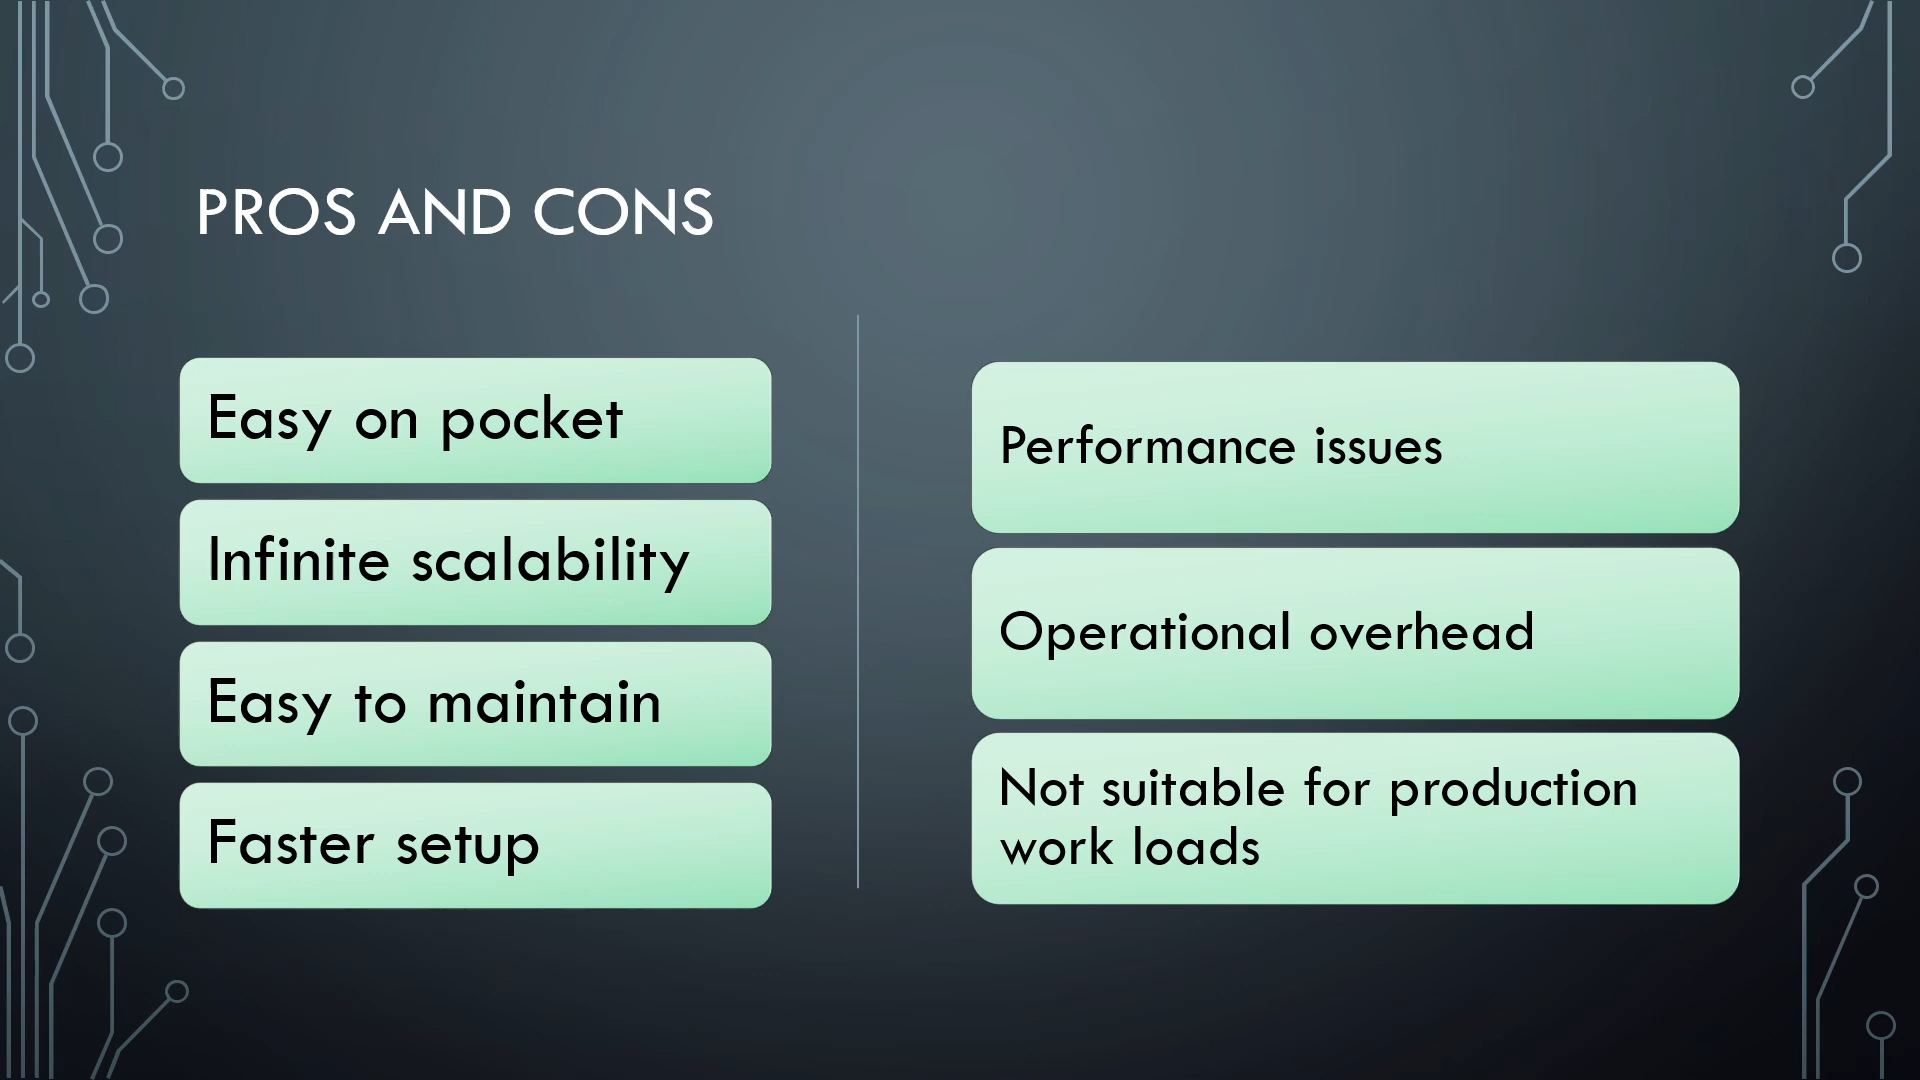 PROS AND CONS
Easy on pocket
Infinite scalability
Easy to maintain
Faster setup
Performance issues
Operational overhead
Not suitable for production
work loads